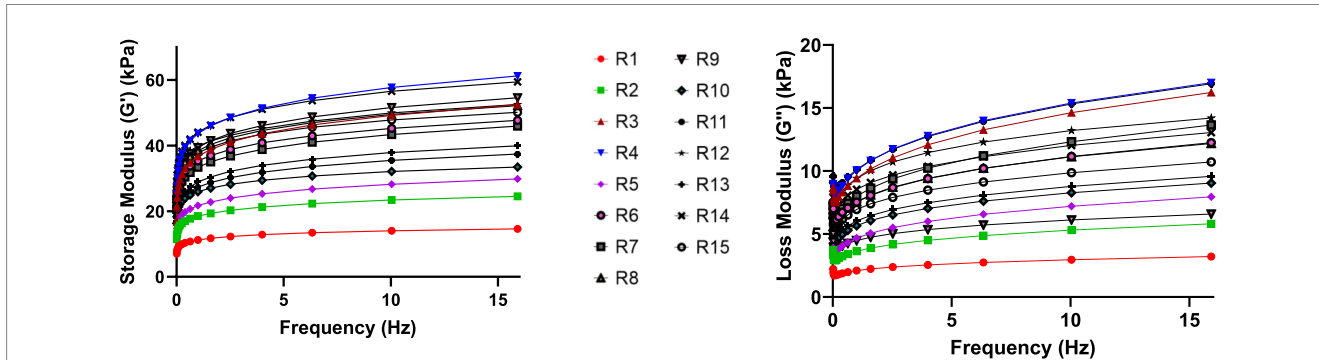 Storage Modulus (G') (kPa)
60
40
20
0
0
5
10
15
Frequency (Hz)
R1
R2
R3
R4
R5
R6
R7
R8
R9
R10
R11
R12
R13
R14
R15
Loss Modulus (G'') (kPa)
20
15
10
5
0
0
5
10
15
Frequency (Hz)